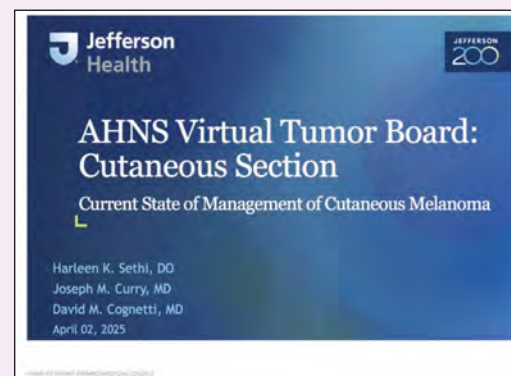 Jefferson
Health
JEFFERSON
200
AHNS Virtual Tumor Board:
Cutaneous Section
Current State of Management of Cutaneous Melanoma
Harleen K. Sethi, DO
Joseph M. Curry, MD
David M. Cognetti, MD
April 02, 2025